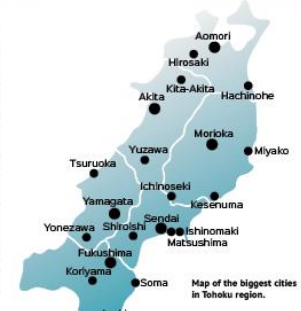 Aomori
Hirosaki
Kita-Akita
Hachinohe
Akita
Morioka
Miyako
Yuzawa
Tsuruoka
Ichinoseki
Yamagata
Kesenuma
Sendai
Shiroishi
Yonezawa
Ishinomaki
Matsushima
Fukushima
Koriyama
Soma
Map of the biggest cities
in Tohoku region.